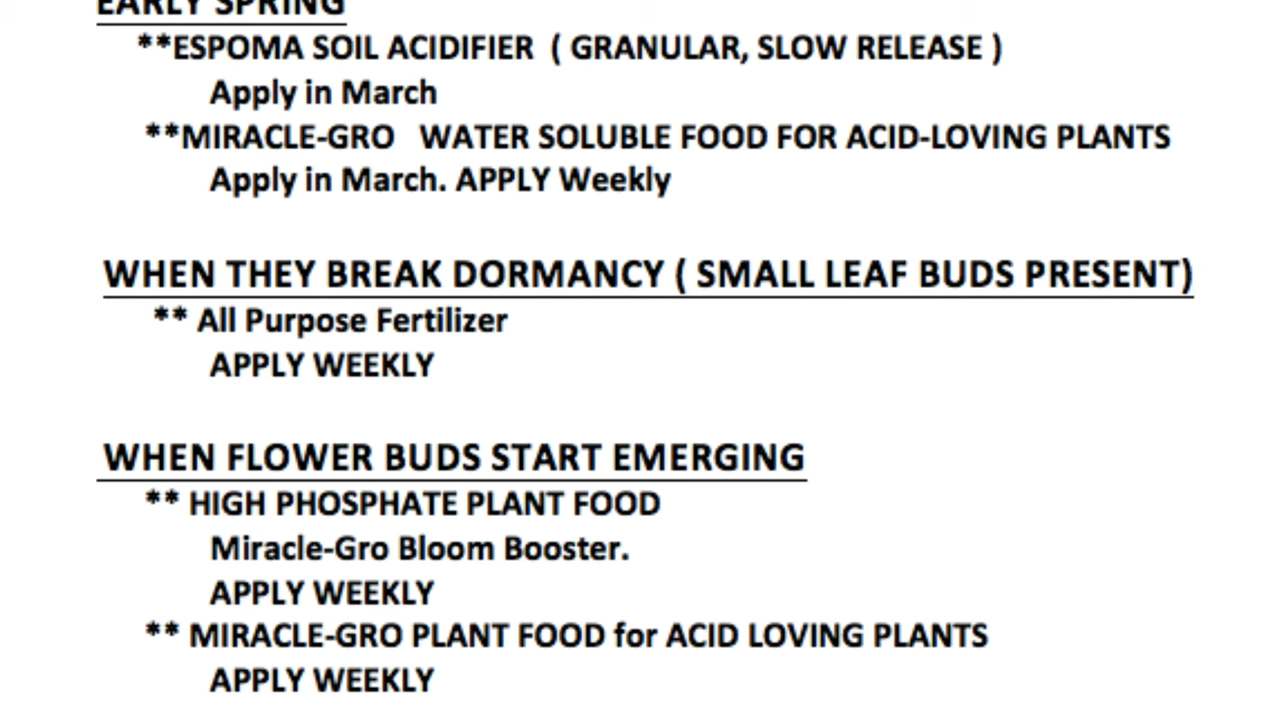 EARLY SPRING
**ESPOMA SOIL ACIDIFIER ( GRANULAR, SLOW RELEASE )
Apply in March
**MIRACLE-GRO WATER SOLUBLE FOOD FOR ACID-LOVING PLANTS
Apply in March. APPLY Weekly
WHEN THEY BREAK DORMANCY ( SMALL LEAF BUDS PRESENT)
** All Purpose Fertilizer
APPLY WEEKLY
WHEN FLOWER BUDS START EMERGING
** HIGH PHOSPHATE PLANT FOOD
Miracle-Gro Bloom Booster.
APPLY WEEKLY
** MIRACLE-GRO PLANT FOOD for ACID LOVING PLANTS
APPLY WEEKLY